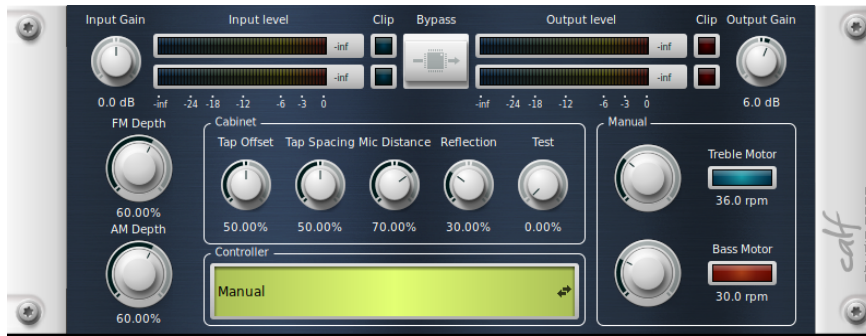 Input Gain Input level Clip Bypass Output level Clip Output Gain
-inf -inf
-inf -inf
0.0 dB -inf -24 -18 -12 -6 -3 0 -inf -24 -18 -12 -6 -3 0 6.0 dB
FM Depth Cabinet Manual
Tap Offset Tap Spacing Mic Distance Reflection Test
Treble Motor
60.00% 50.00% 50.00% 70.00% 30.00% 0.00% 36.0 rpm
AM Depth
Controller Bass Motor
Manual
60.00% 30.0 rpm
calf